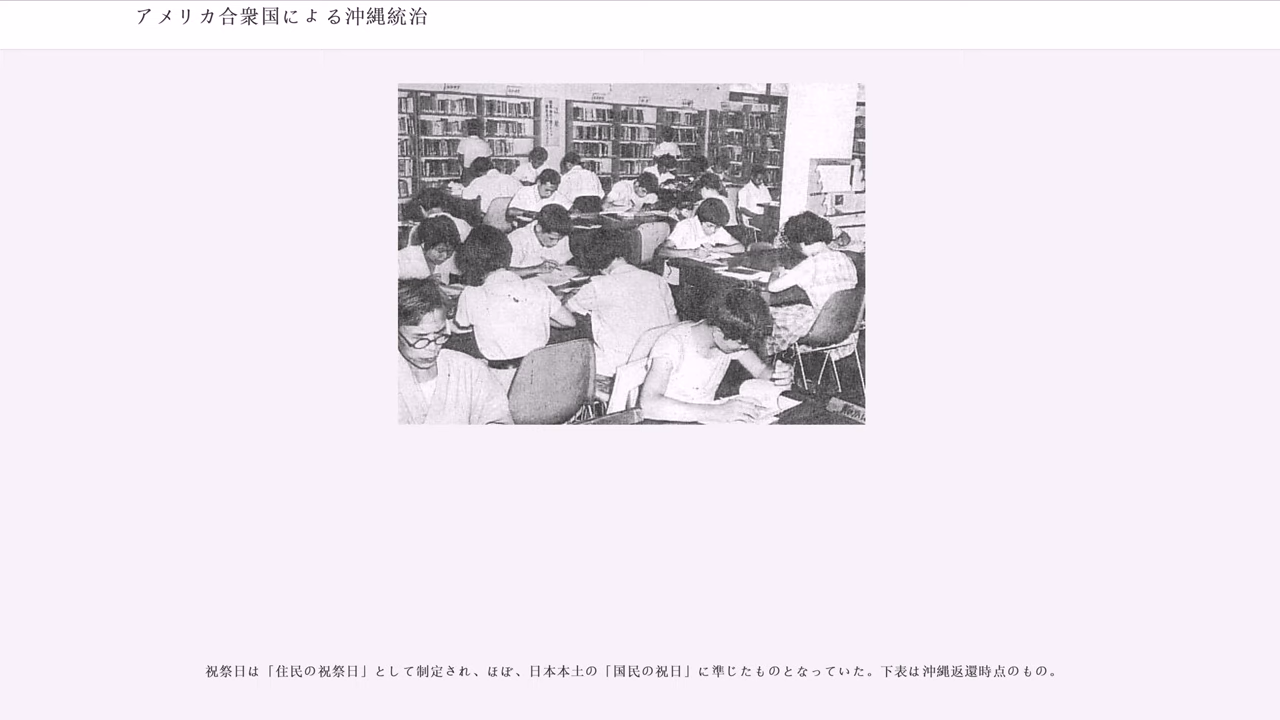 アメリカ合衆国による沖縄統治
祝祭日は「住民の祝祭日」として制定され、ほぼ、日本本土の「国民の祝日」に準じたものとなっていた。下表は沖縄返還時点のもの。